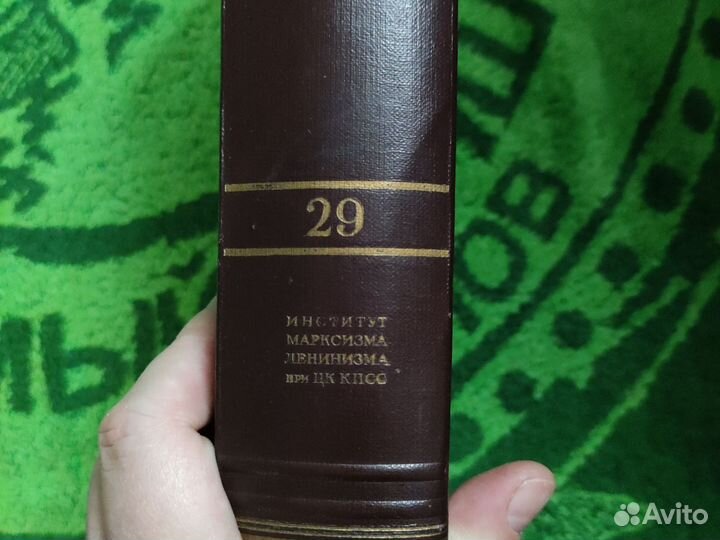 29
ИНСТИТУТ
МАРКСИЗМА
ЛЕНИНИЗМА
ПРИ ЦК КПСС
Avito